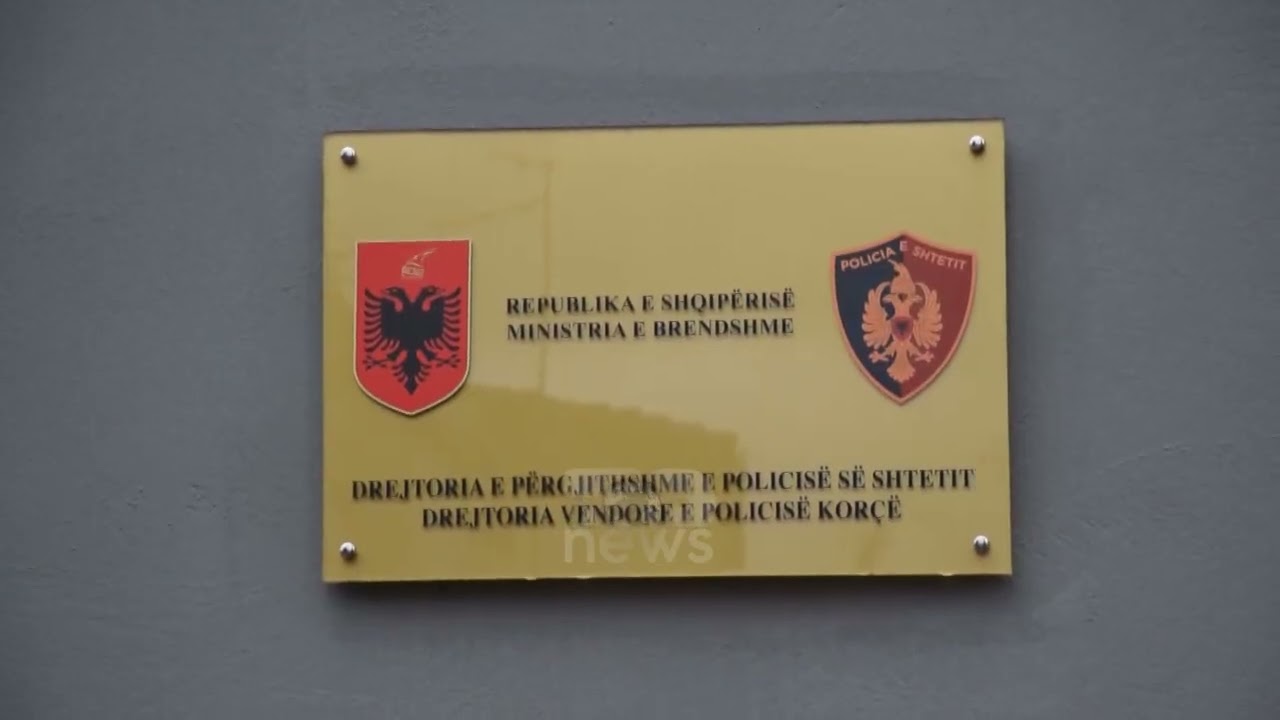 POLICIA E SHTETIT
REPUBLIKA E SHQIPËRISË
MINISTRIA E BRENDSHME
DREJTORIA E PËRGJITHSHME E POLICISË SË SHTETIT
DREJTORIA VENDORE E POLICISË KORÇË
news